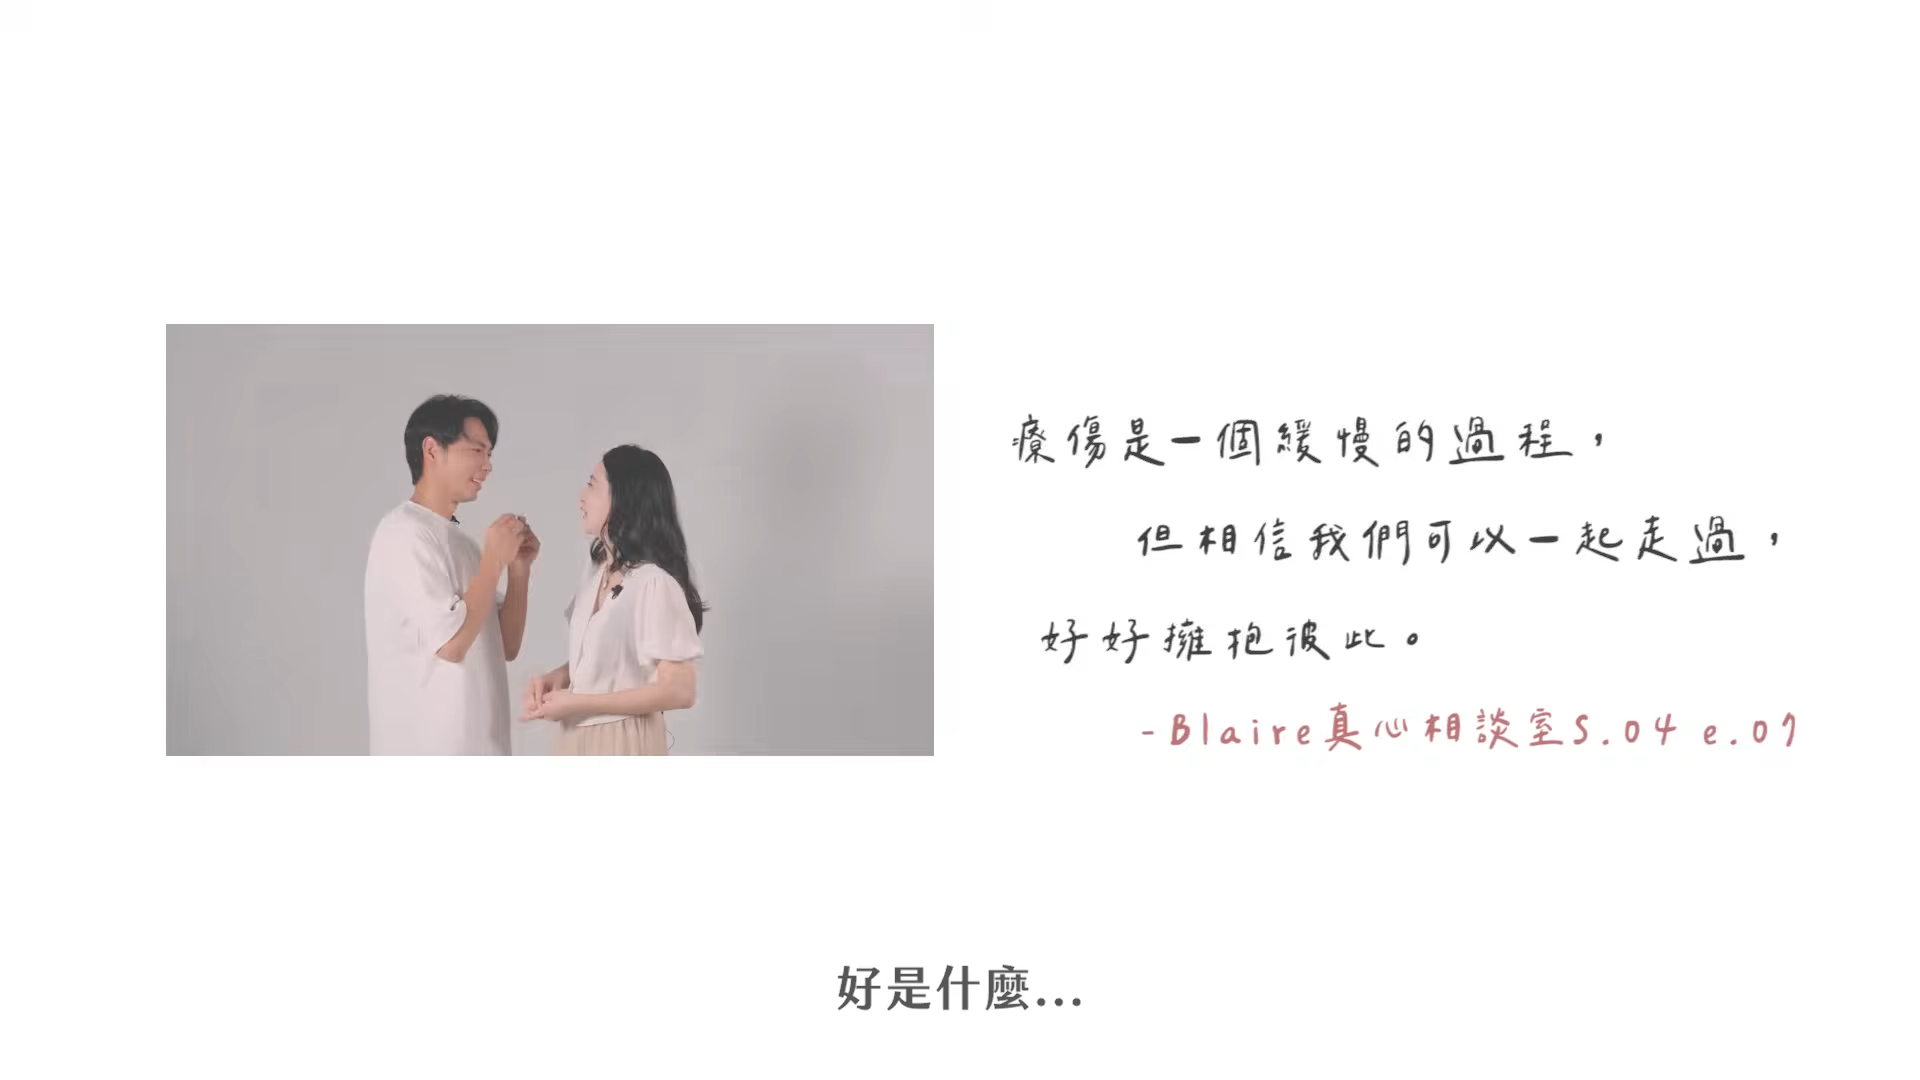 療傷是一個緩慢的過程，
但相信我們可以一起走過，
好好擁抱彼此。
-Blaire真心相談室S.04 e.07
好是什麼...